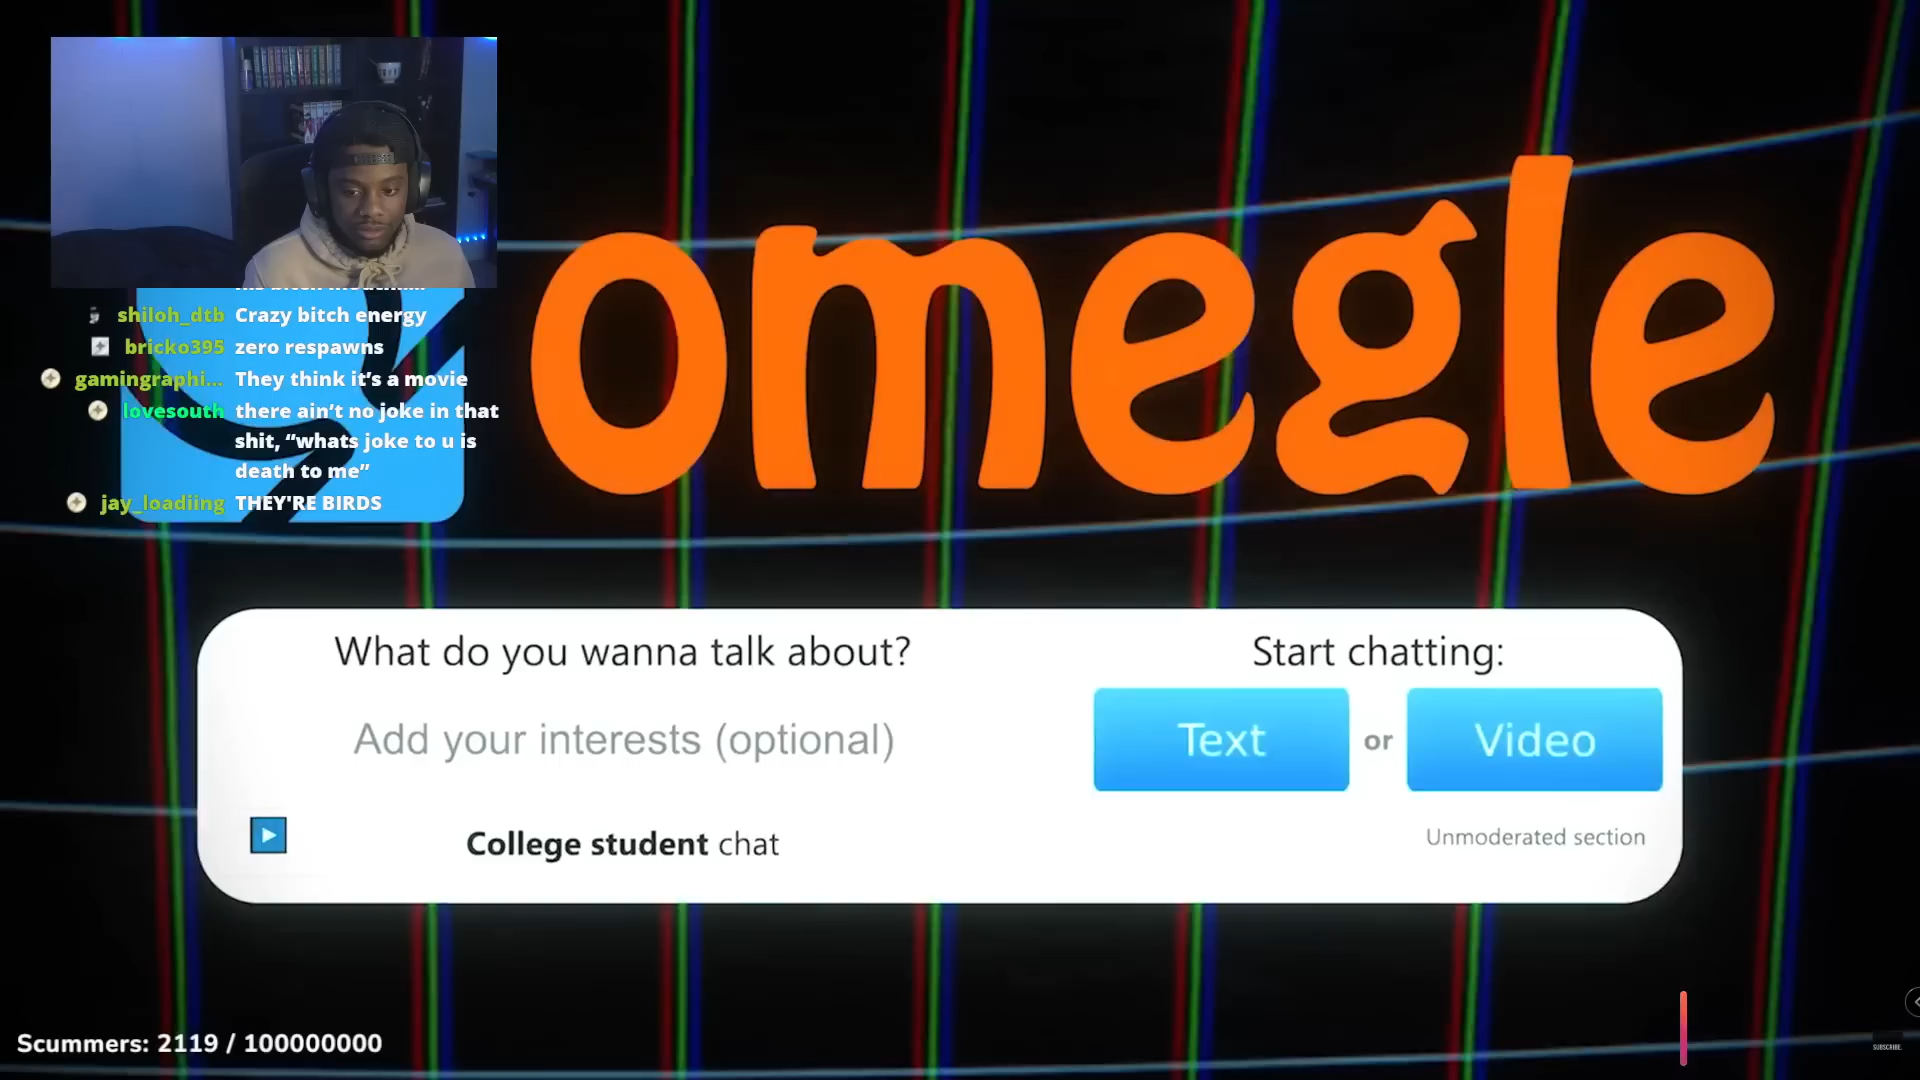 omegle
shiloh_dtb Crazy bitch energy
bricko395 zero respawns
gamingraphi... They think it’s a movie
lovesouth there ain’t no joke in that
shit, “whats joke to u is
death to me”
jay_loadiing THEY'RE BIRDS
What do you wanna talk about?
Start chatting:
Add your interests (optional)
Text or Video
College student chat
Unmoderated section
Scummers: 2119 / 100000000
SUBSCRIBE